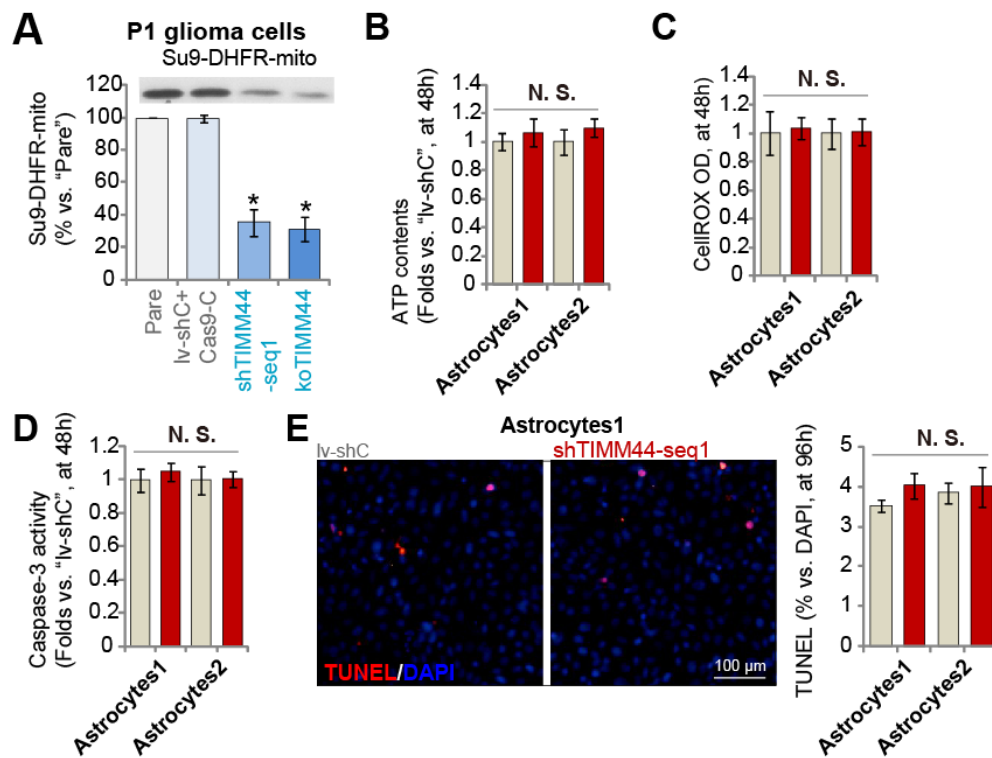 A
P1 glioma cells
Su9-DHFR-mito
Su9-DHFR-mito
(% vs. “Pare”)
120
100
80
60
40
20
0
*
*
Pare
lv-shC+
Cas9-C
shTIMM44
-seq1
koTIMM44
B
ATP contents
(Folds vs. “lv-shC”, at 48h)
1.4
1.2
1
0.8
0.6
0.4
0.2
0
N. S.
Astrocytes1
Astrocytes2
C
CellROX OD, at 48h)
1.4
1.2
1
0.8
0.6
0.4
0.2
0
N. S.
Astrocytes1
Astrocytes2
D
Caspase-3 activity
(Folds vs. “lv-shC”, at 48h)
1.2
1
0.8
0.6
0.4
0.2
0
N. S.
Astrocytes1
Astrocytes2
E
Astrocytes1
lv-shC
shTIMM44-seq1
TUNEL/DAPI
100 μm
TUNEL (% vs. DAPI, at 96h)
5
4
3
2
1
0
N. S.
Astrocytes1
Astrocytes2